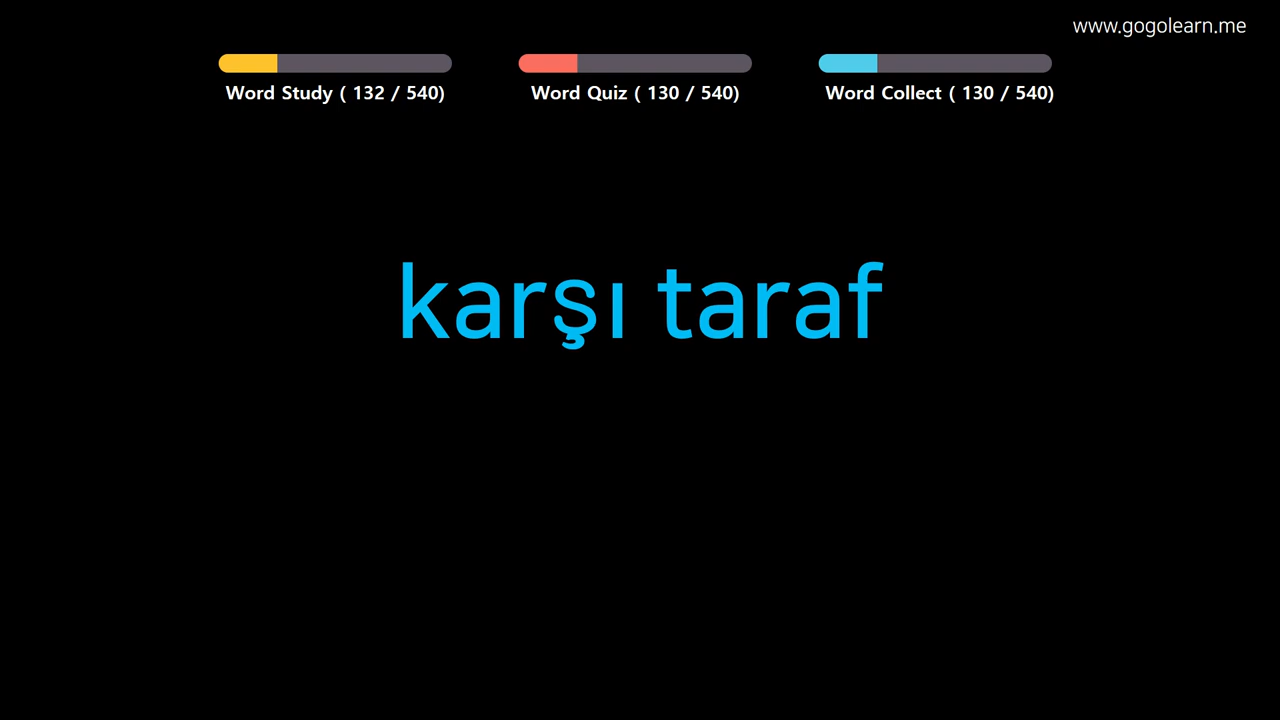 www.gogolearn.me
Word Study ( 132 / 540)
Word Quiz ( 130 / 540)
Word Collect ( 130 / 540)
karşı taraf